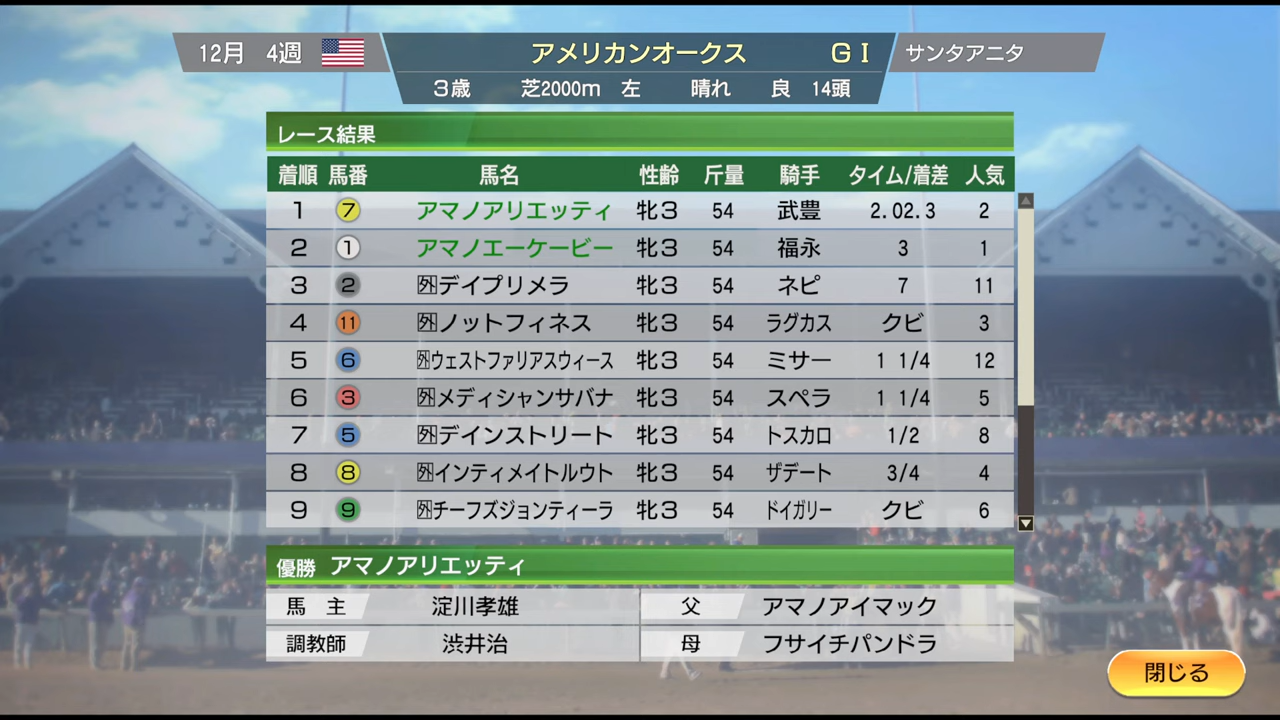 12月 4週 アメリカンオークス GⅠ サンタアニタ
3歳 芝2000m 左 晴れ 良 14頭
レース結果
着順 馬番 馬名 性齢 斤量 騎手 タイム/着差 人気
1 7 アマノアリエッティ 牝3 54 武豊 2.02.3 2
2 1 アマノエーケービー 牝3 54 福永 3 1
3 2 外デイプリメラ 牝3 54 ネピ 7 11
4 11 外ノットフィネス 牝3 54 ラグカス クビ 3
5 6 外ウェストファリアスウィース 牝3 54 ミサー 1 1/4 12
6 3 外メディシャンサバナ 牝3 54 スペラ 1 1/4 5
7 5 外デインストリート 牝3 54 トスカロ 1/2 8
8 8 外インティメイトルウト 牝3 54 ザデート 3/4 4
9 9 外チーフズジョンティーラ 牝3 54 ドイガリー クビ 6
優勝 アマノアリエッティ
馬主 淀川孝雄 父 アマノアイマック
調教師 渋井治 母 フサイチパンドラ
閉じる